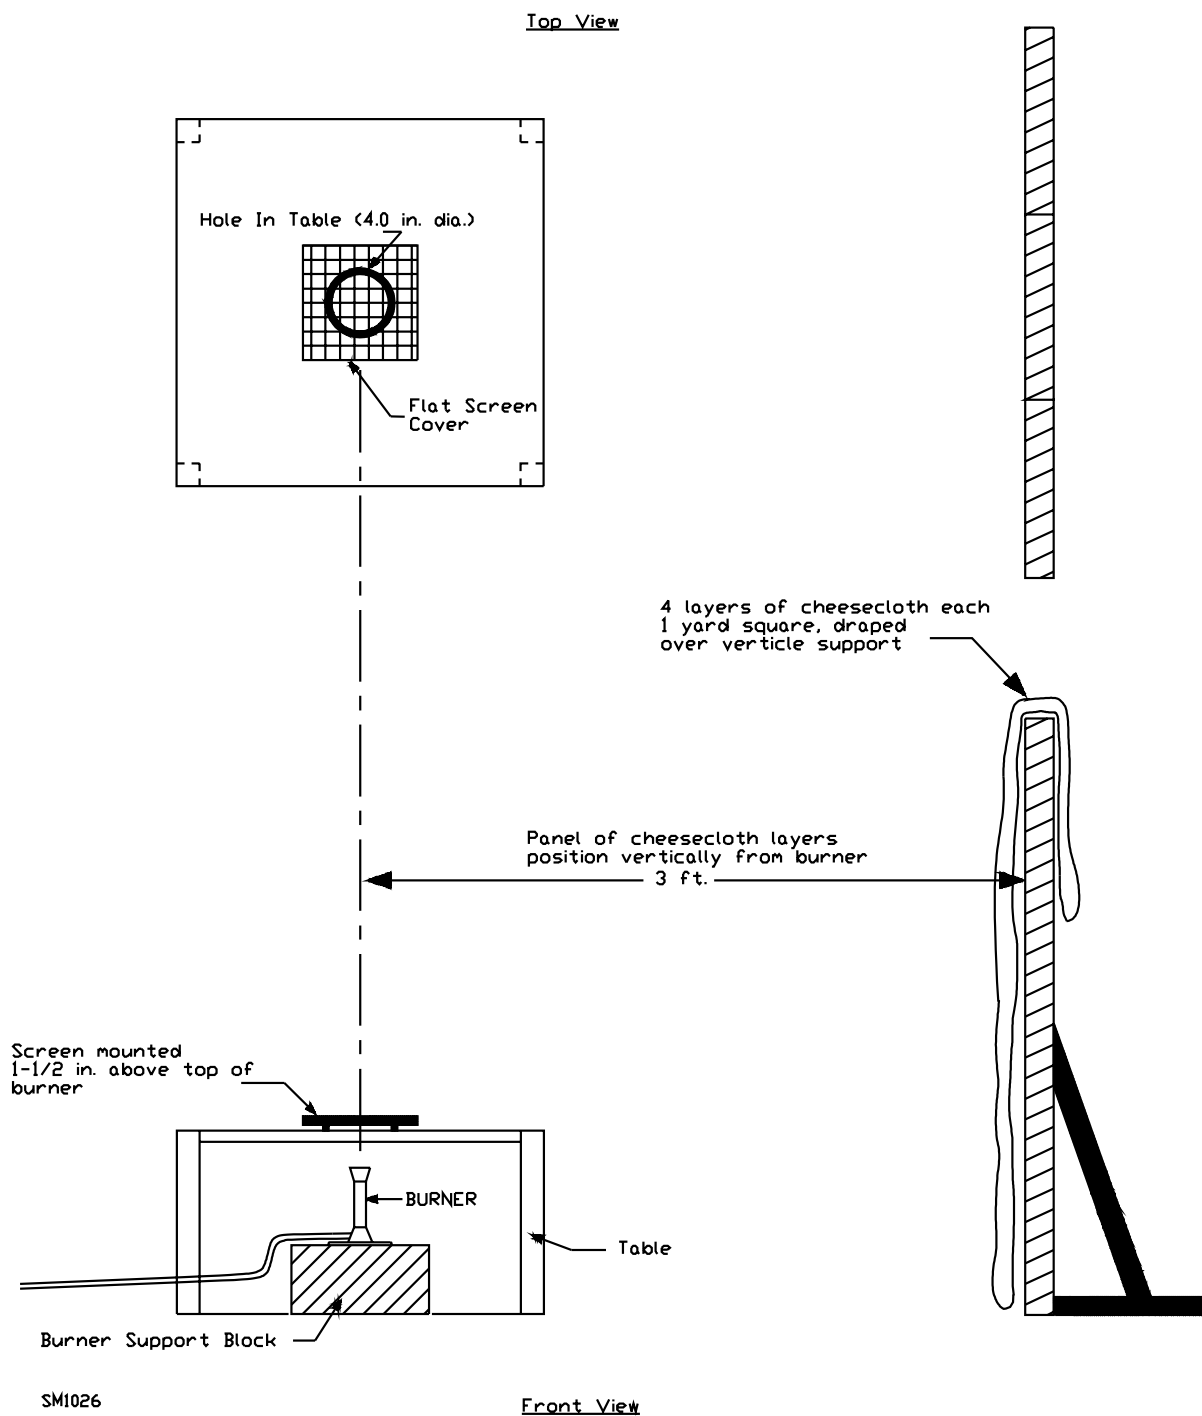 Top View
Hole In Table (4.0 in. dia.)
Flat Screen
Cover
4 layers of cheesecloth each
1 yard square, draped
over verticle support
Panel of cheesecloth layers
position vertically from burner
3 ft.
Screen mounted
1-1/2 in. above top of
burner
BURNER
Table
Burner Support Block
SM1026
Front View